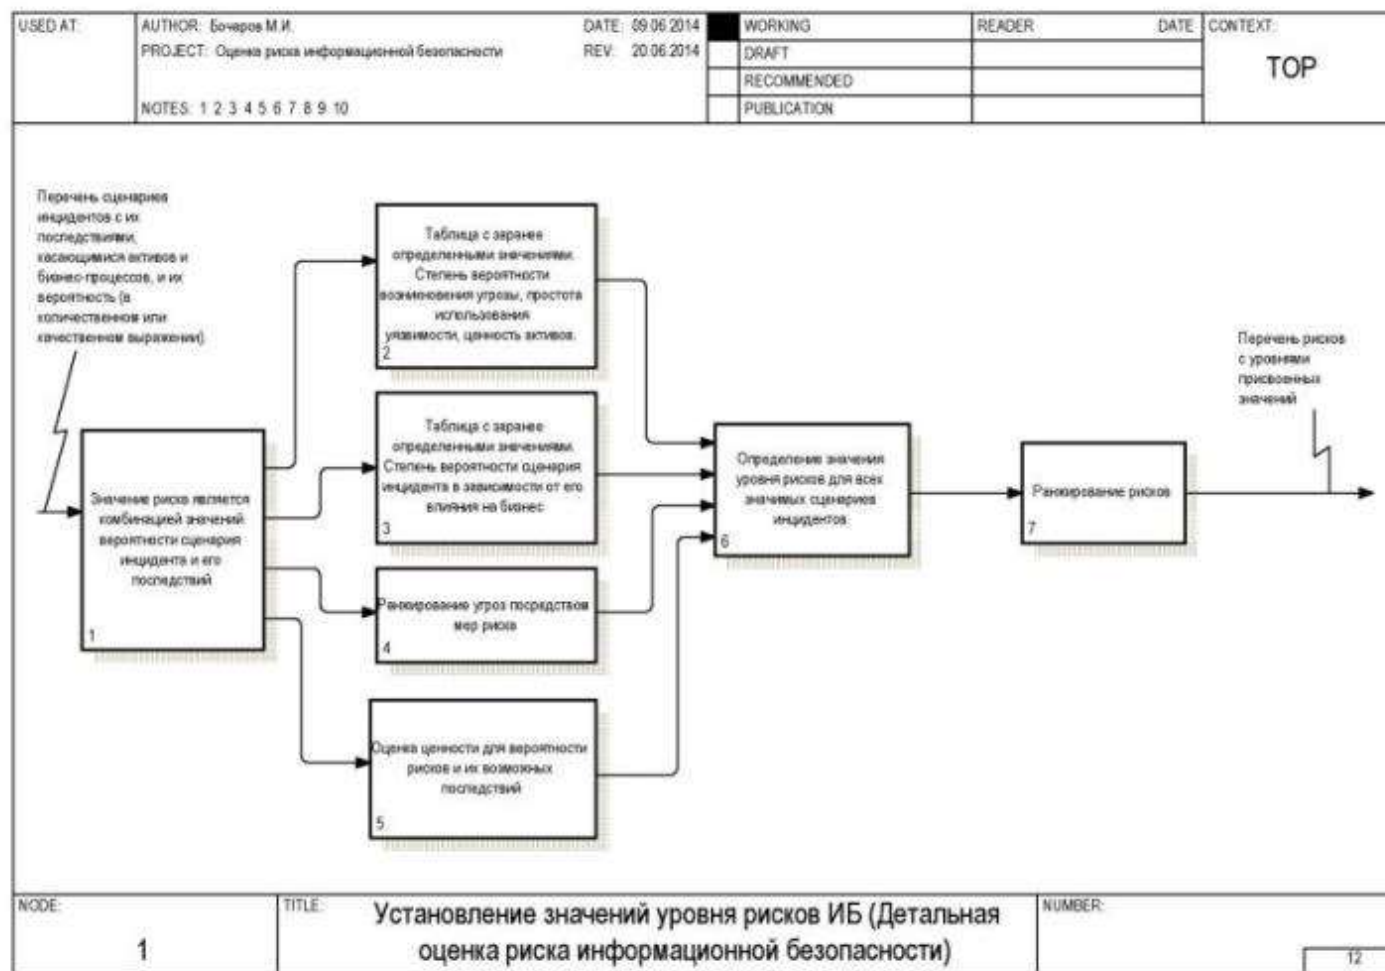 USED AT:
AUTHOR: Бочаров М.И.
DATE: 09.06.2014
PROJECT: Оценка риска информационной безопасности
REV: 20.06.2014
NOTES: 1 2 3 4 5 6 7 8 9 10
WORKING
DRAFT
RECOMMENDED
PUBLICATION
READER
DATE
CONTEXT:
TOP
Перечень сценариев
инцидентов с их
последствиями,
касающимися активов и
бизнес-процессов, и их
вероятность (в
количественном или
качественном выражении)
Значение риска является
комбинацией значений
вероятности сценария
инцидента и его
последствий
1
Таблица с заранее
определенными значениями.
Степень вероятности
возникновения угрозы, простота
использования
уязвимости, ценность активов.
2
Таблица с заранее
определенными значениями.
Степень вероятности сценария
инцидента в зависимости от его
влияния на бизнес
3
Ранжирование угроз посредством
мер риска
4
Оценка ценности для вероятности
рисков и их возможных
последствий
5
Определение значения
уровня рисков для всех
значимых сценариев
инцидентов
6
Ранжирование рисков
7
Перечень рисков
с уровнями
присвоенных
значений
NODE:
1
TITLE:
Установление значений уровня рисков ИБ (Детальная
оценка риска информационной безопасности)
NUMBER:
12